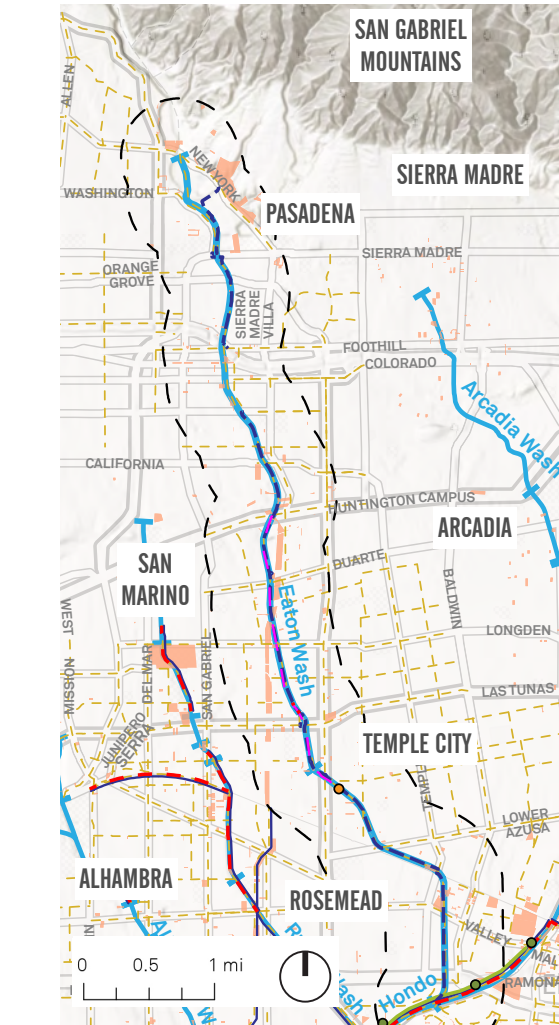 SAN GABRIEL
MOUNTAINS
ALLEN
NEW YORK
SIERRA MADRE
WASHINGTON
PASADENA
SIERRA MADRE
ORANGE
GROVE
SIERRA
MADRE
VILLA
FOOTHILL
COLORADO
Arcadia Wash
CALIFORNIA
HUNTINGTON CAMPUS
ARCADIA
SAN
MARINO
DUARTE
BALDWIN
Eaton Wash
WEST
LONGDEN
MISSION
DEL MAR
SAN GABRIEL
LAS TUNAS
JUNIPERO
SERRA
TEMPLE CITY
LOWER
AZUSA
ALHAMBRA
ROSEMEAD
VALLEY
RAMONA
Hondo
0 0.5 1 mi